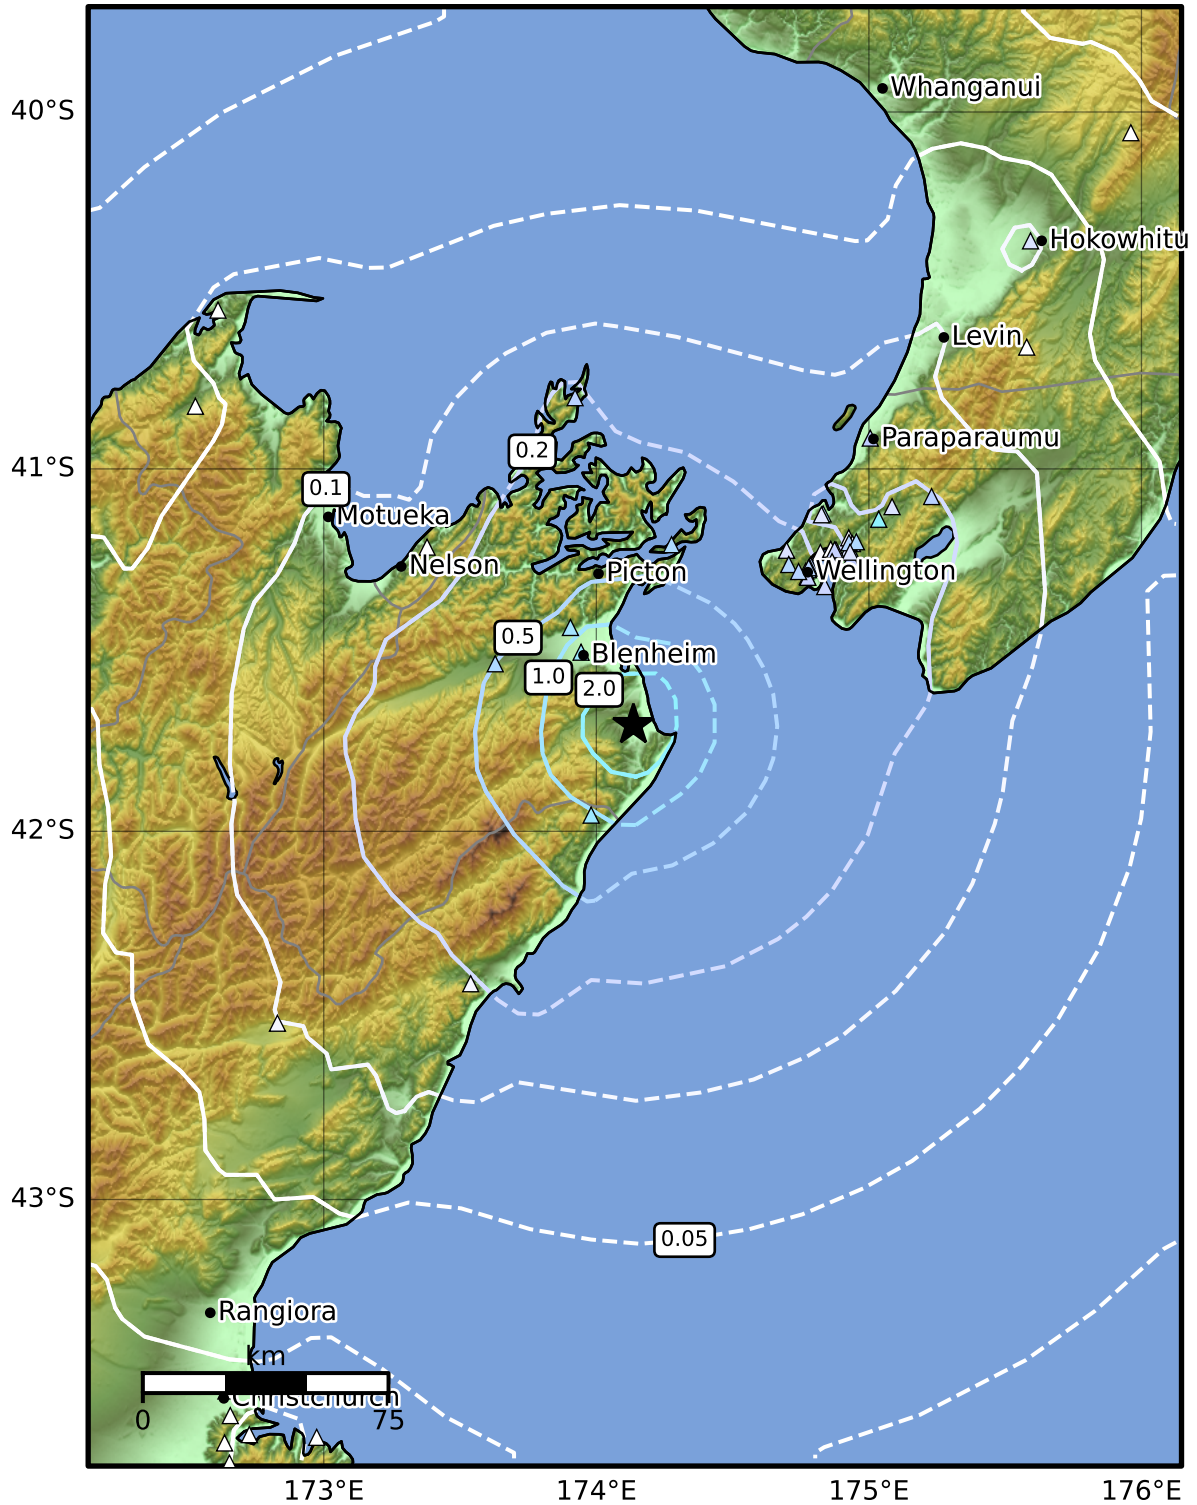 Whanganui
40°S
Hokowhitu
Levin
Paraparaumu
0.2
41°S
0.1
Motueka
Nelson
Picton
Wellington
0.5
Blenheim
1.0
2.0
42°S
43°S
0.05
Rangiora
km
Christchurch
0
75
173°E
174°E
175°E
176°E